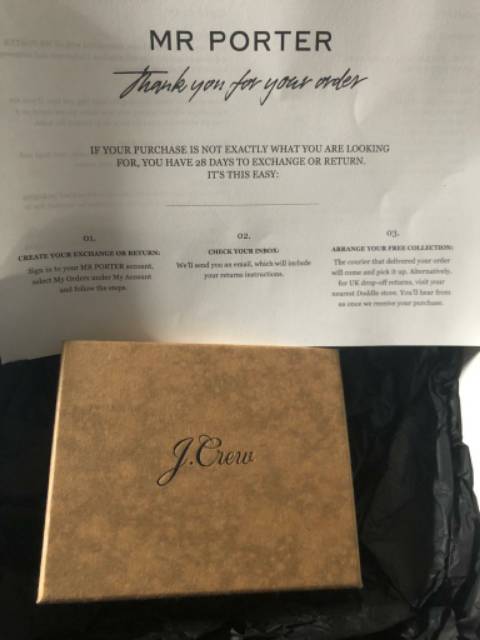 MR PORTER
Thank you for your order
IF YOUR PURCHASE IS NOT EXACTLY WHAT YOU ARE LOOKING
FOR, YOU HAVE 28 DAYS TO EXCHANGE OR RETURN.
IT'S THIS EASY:
01.
CREATE YOUR EXCHANGE OR RETURN:
Sign in to your MR PORTER account,
select My Orders under My Account
and follow the steps.
02.
CHECK YOUR INBOX:
We'll send you an email, which will include
your returns instructions.
03.
ARRANGE YOUR FREE COLLECTION:
The courier that delivered your order
will come and pick it up. Alternatively,
for UK drop-off returns, visit your
nearest Doddle store. You'll hear from
us once we receive your purchase.
J.Crew